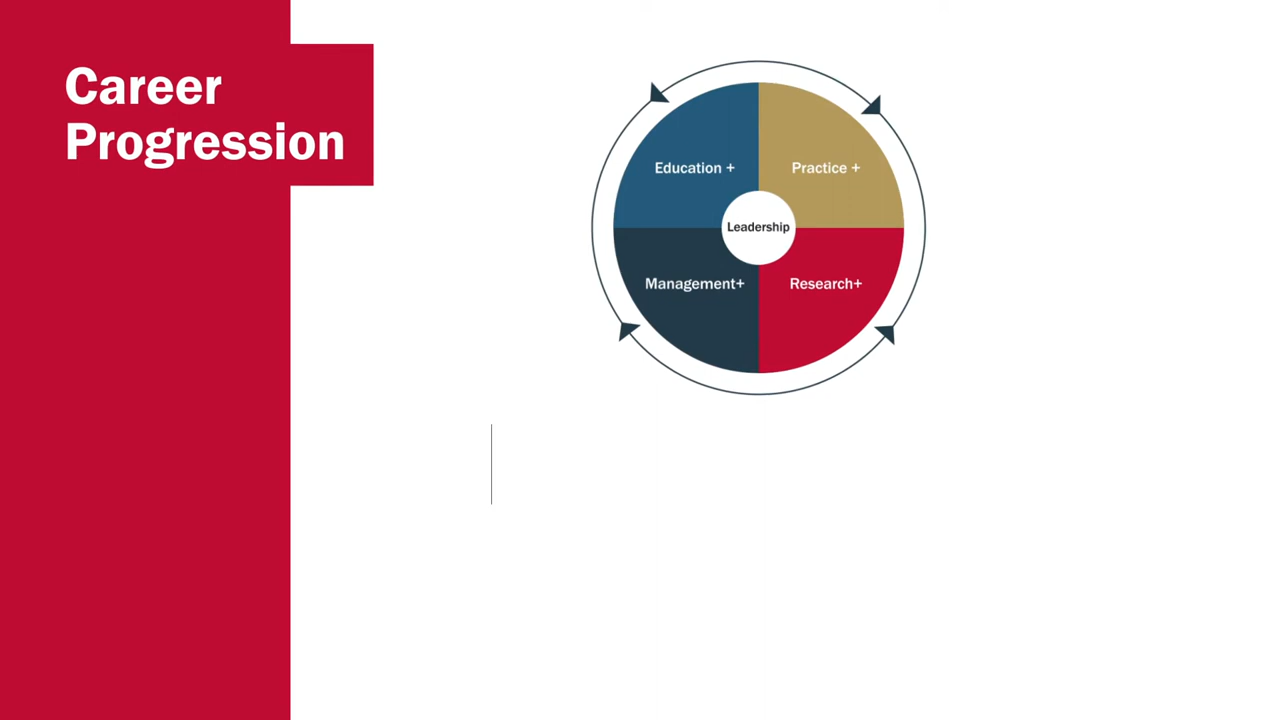 Career
Progression
Education +
Practice +
Leadership
Management+
Research+